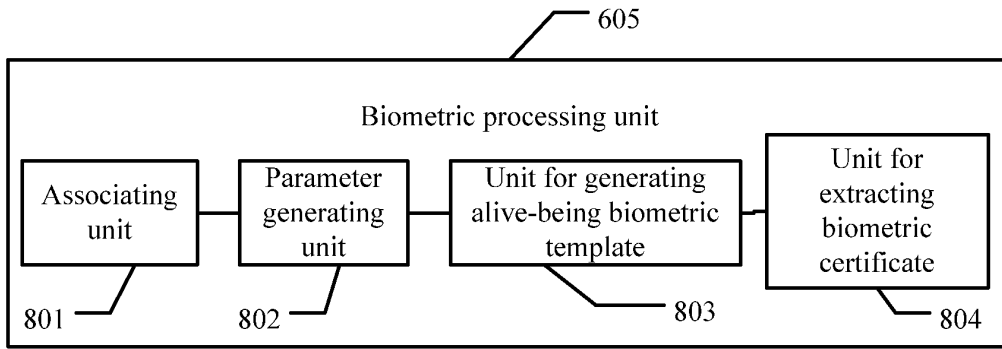 605
Biometric processing unit
Associating
unit
Parameter
generating
unit
Unit for generating
alive-being biometric
template
Unit for
extracting
biometric
certificate
801
802
803
804